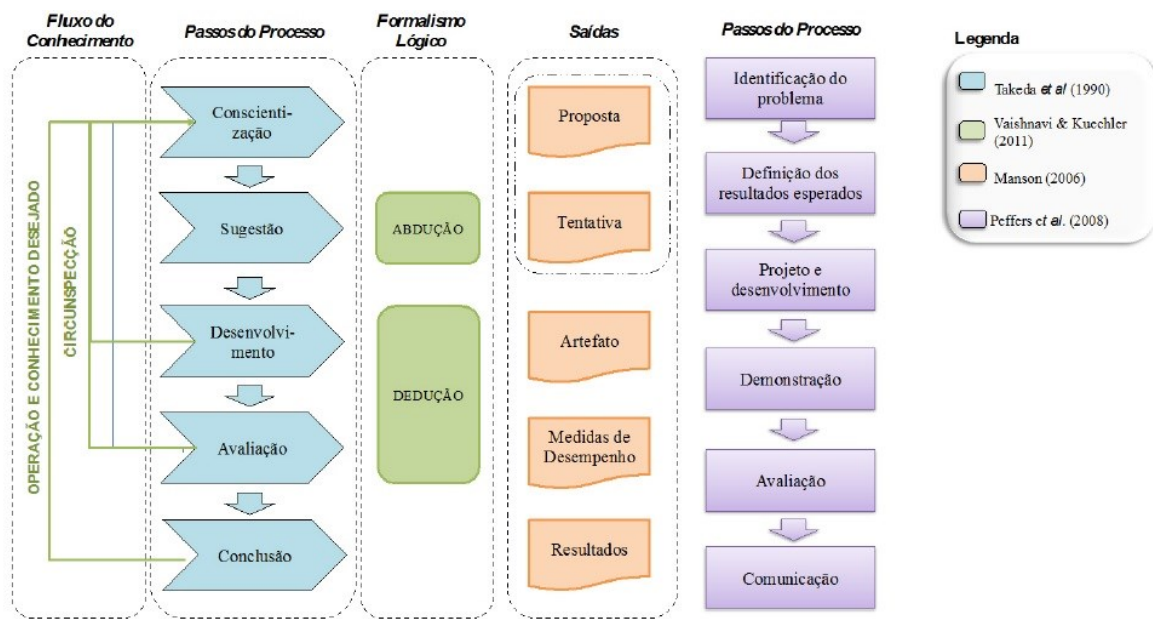 Fluxo do
Conhecimento
Passos do Processo
Formalismo
Lógico
Saídas
Passos do Processo
Legenda
OPERAÇÃO E CONHECIMENTO DESEJADO
CIRCUNSPECÇÃO
Conscienti-
zação
Sugestão
Desenvolvi-
mento
Avaliação
Conclusão
ABDUÇÃO
DEDUÇÃO
Proposta
Tentativa
Artefato
Medidas de
Desempenho
Resultados
Identificação do
problema
Definição dos
resultados esperados
Projeto e
desenvolvimento
Demonstração
Avaliação
Comunicação
Takeda et al (1990)
Vaishnavi & Kuechler
(2011)
Manson (2006)
Peffers et al. (2008)